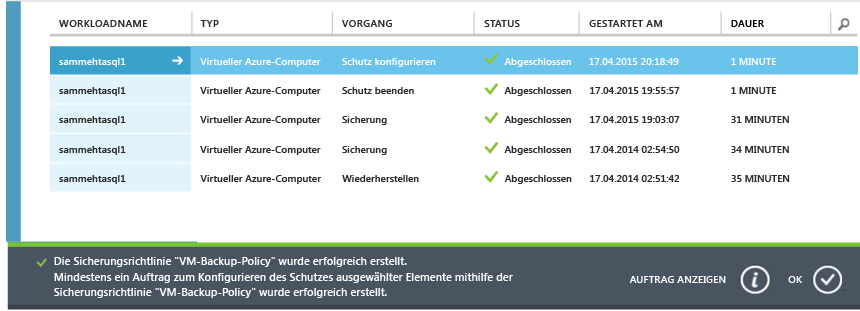 WORKLOADNAME TYP VORGANG STATUS GESTARTET AM DAUER
sammehtasql1 Virtueller Azure-Computer Schutz konfigurieren Abgeschlossen 17.04.2015 20:18:49 1 MINUTE
sammehtasql1 Virtueller Azure-Computer Schutz beenden Abgeschlossen 17.04.2015 19:55:57 1 MINUTE
sammehtasql1 Virtueller Azure-Computer Sicherung Abgeschlossen 17.04.2015 19:03:07 31 MINUTEN
sammehtasql1 Virtueller Azure-Computer Sicherung Abgeschlossen 17.04.2014 02:54:50 34 MINUTEN
sammehtasql1 Virtueller Azure-Computer Wiederherstellen Abgeschlossen 17.04.2014 02:51:42 35 MINUTEN
Die Sicherungsrichtlinie "VM-Backup-Policy" wurde erfolgreich erstellt.
Mindestens ein Auftrag zum Konfigurieren des Schutzes ausgewählter Elemente mithilfe der
Sicherungsrichtlinie "VM-Backup-Policy" wurde erfolgreich erstellt.
AUFTRAG ANZEIGEN OK